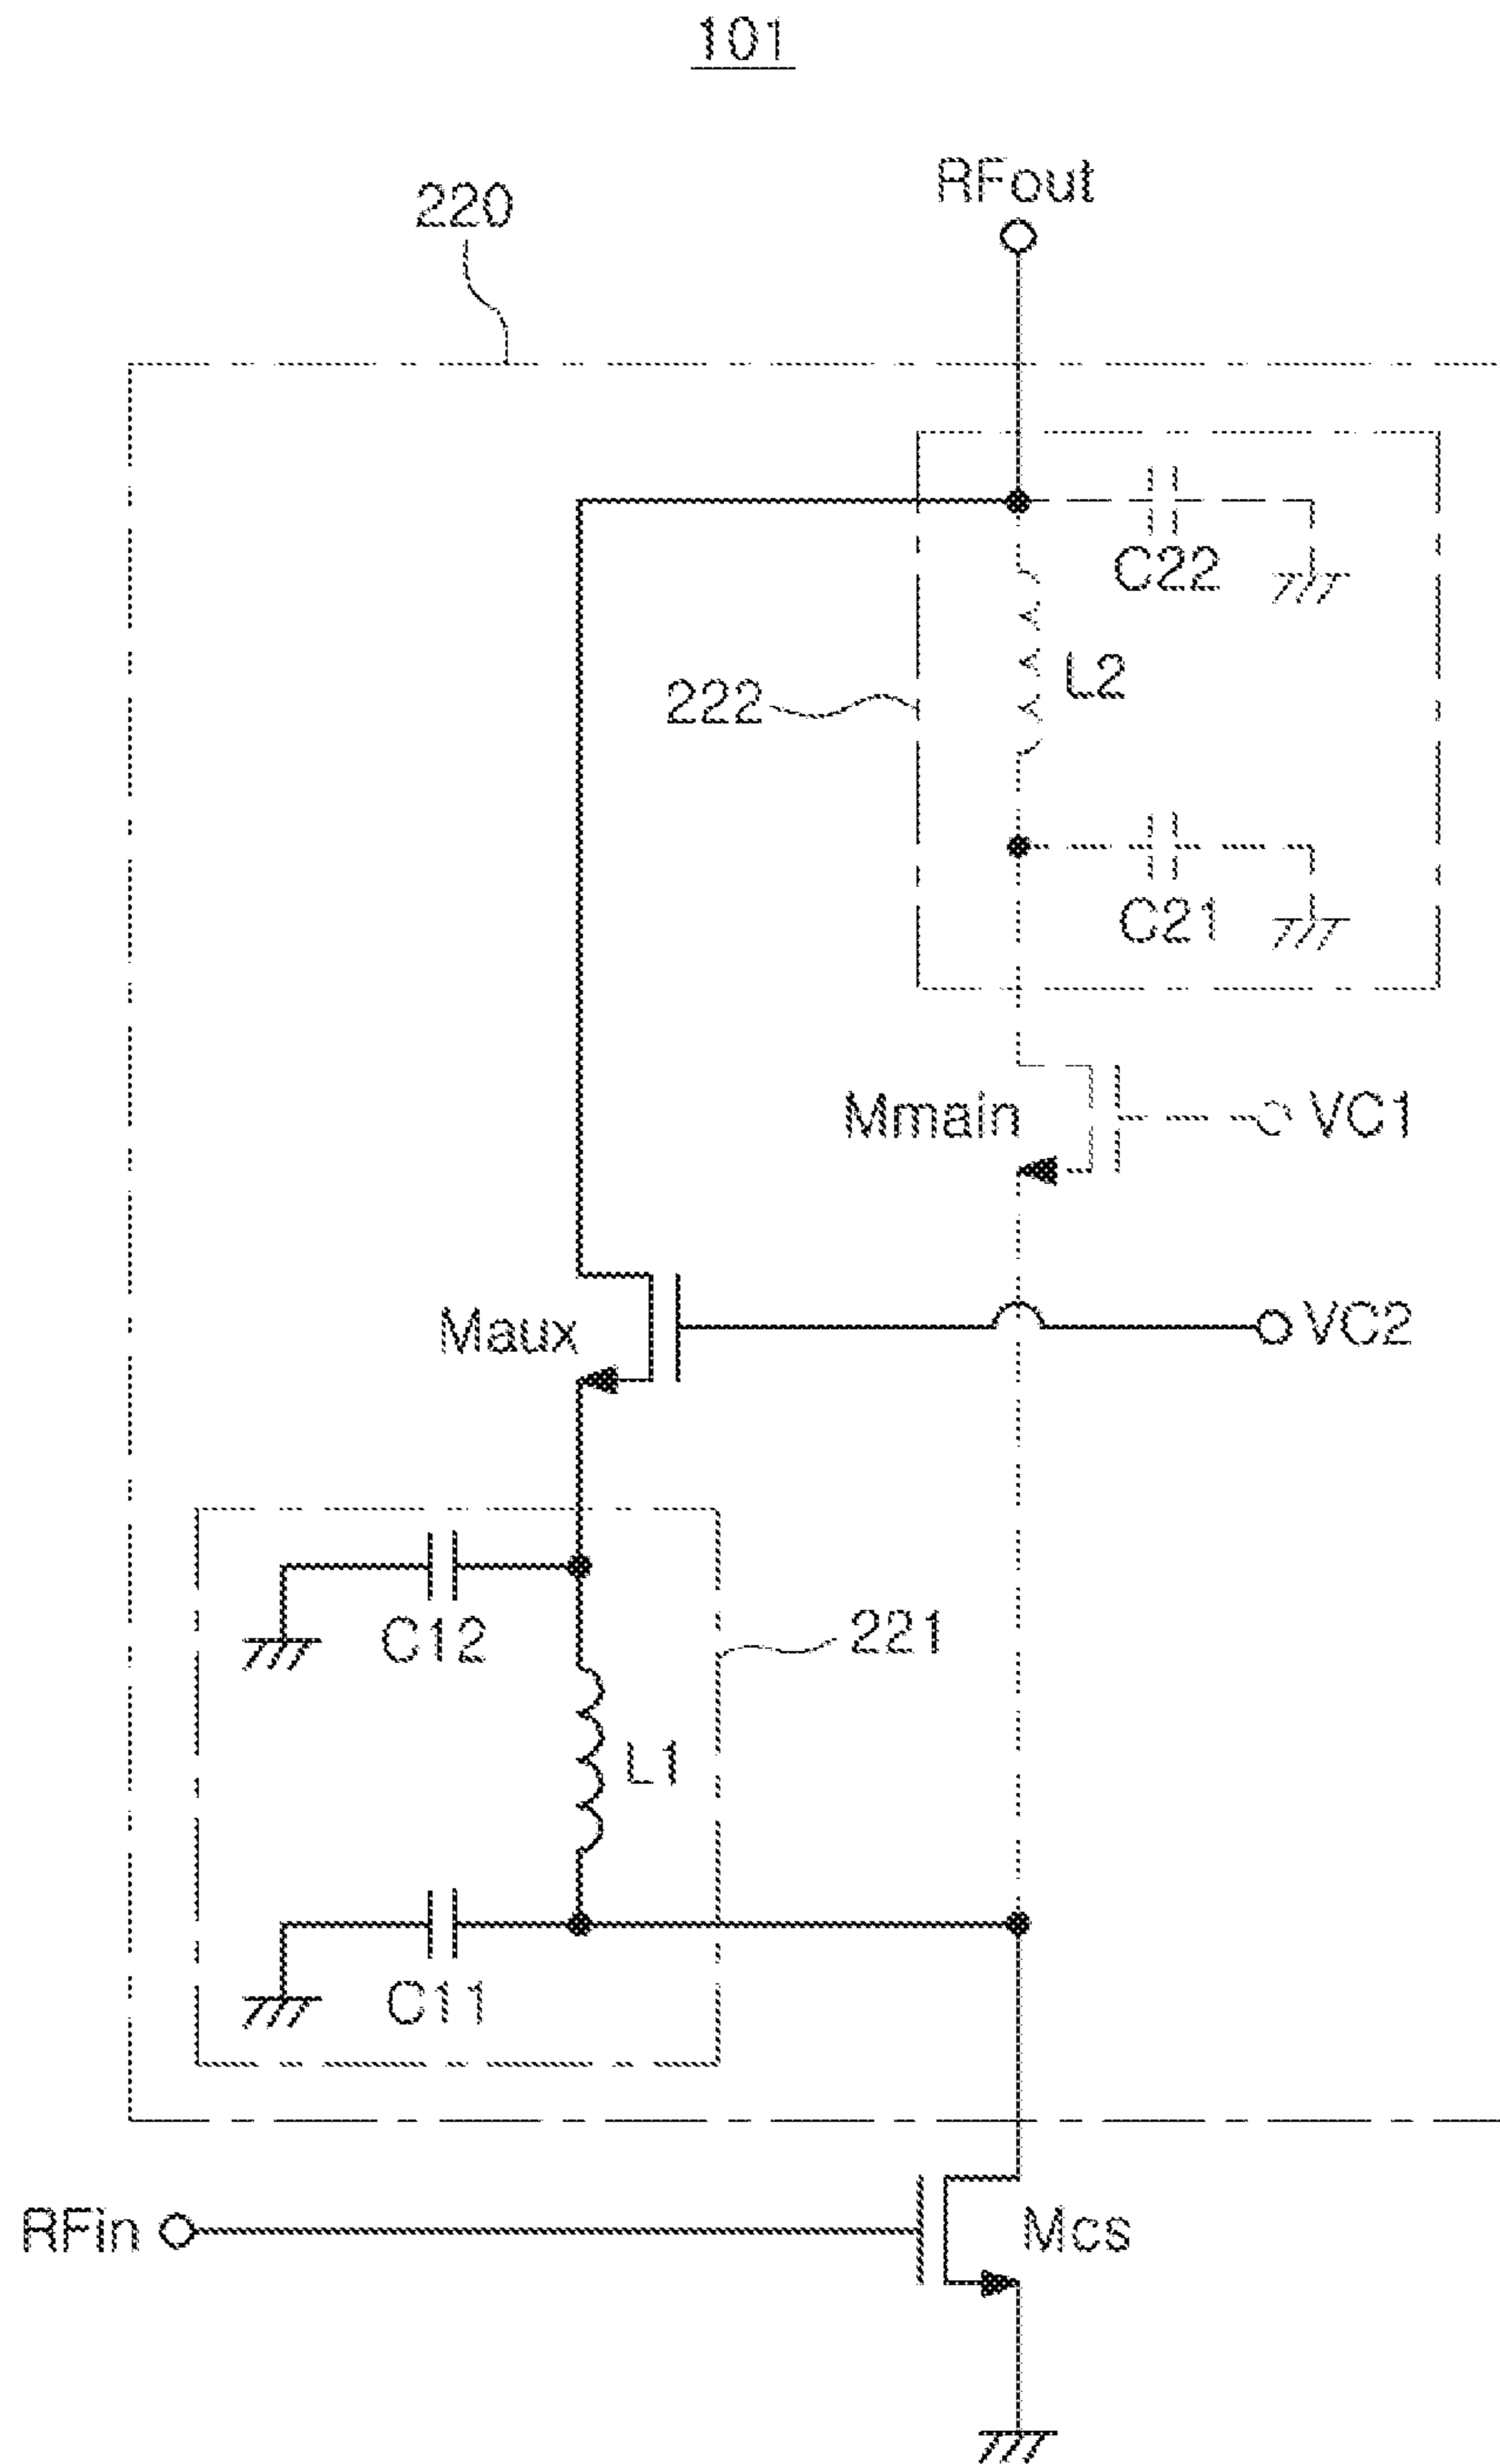 101
RFout
220
C22
L2
222
C21
Mmain
VC1
Maux
VC2
C12
221
L1
C11
RFin
Mcs